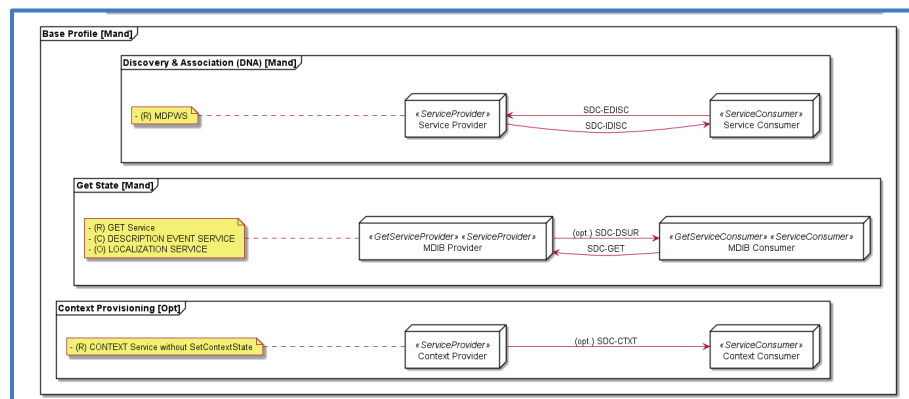 Base Profile [Mand]
Discovery & Association (DNA) [Mand]
- (R) MDPWS
«ServiceProvider»
Service Provider
SDC-EDISC
SDC-IDISC
«ServiceConsumer»
Service Consumer
Get State [Mand]
- (R) GET Service
- (C) DESCRIPTION EVENT SERVICE
- (O) LOCALIZATION SERVICE
«GetServiceProvider» «ServiceProvider»
MDIB Provider
(opt.) SDC-DSUR
SDC-GET
«GetServiceConsumer» «ServiceConsumer»
MDIB Consumer
Context Provisioning [Opt]
- (R) CONTEXT Service without SetContextState
«ServiceProvider»
Context Provider
(opt.) SDC-CTXT
«ServiceConsumer»
Context Consumer